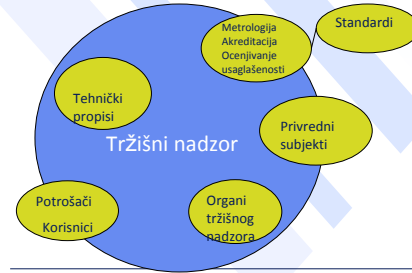 Metrologija
Akreditacija
Ocenjivanje
usaglašenosti
Standardi
Tehnički
propisi
Tržišni nadzor
Privredni
subjekti
Potrošači
Korisnici
Organi
tržišnog
nadzora